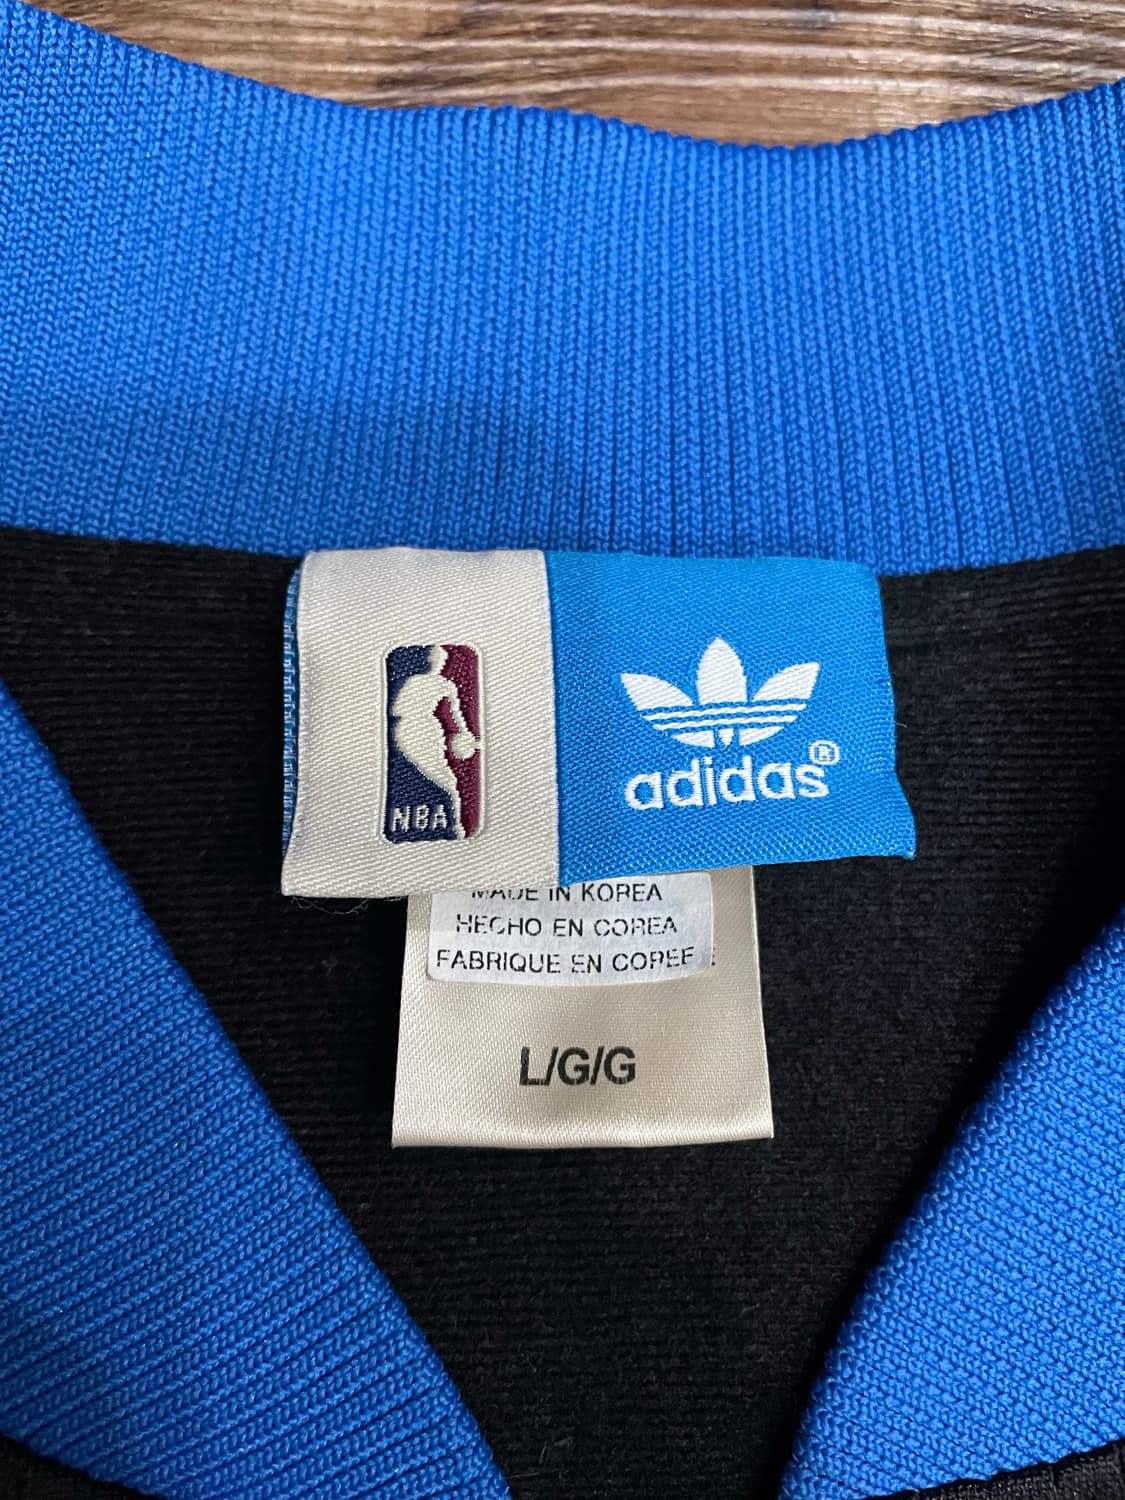 NBA
adidas®
MADE IN KOREA
HECHO EN COREA
FABRIQUE EN COREE
L/G/G